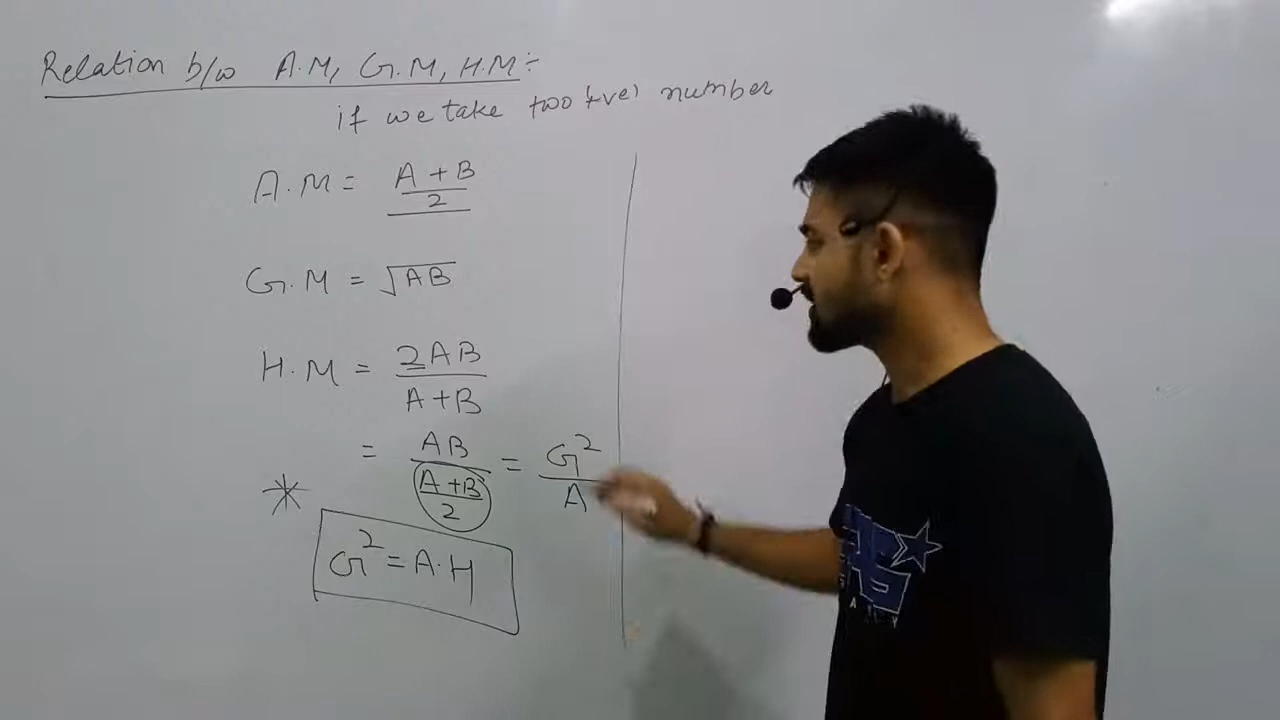 Relation b/w A.M, G.M, H.M :-
if we take two +ve number
A.M = A + B / 2
G.M = √AB
H.M = 2AB / A + B
= AB / (A + B / 2) = G² / A
* G² = A.H